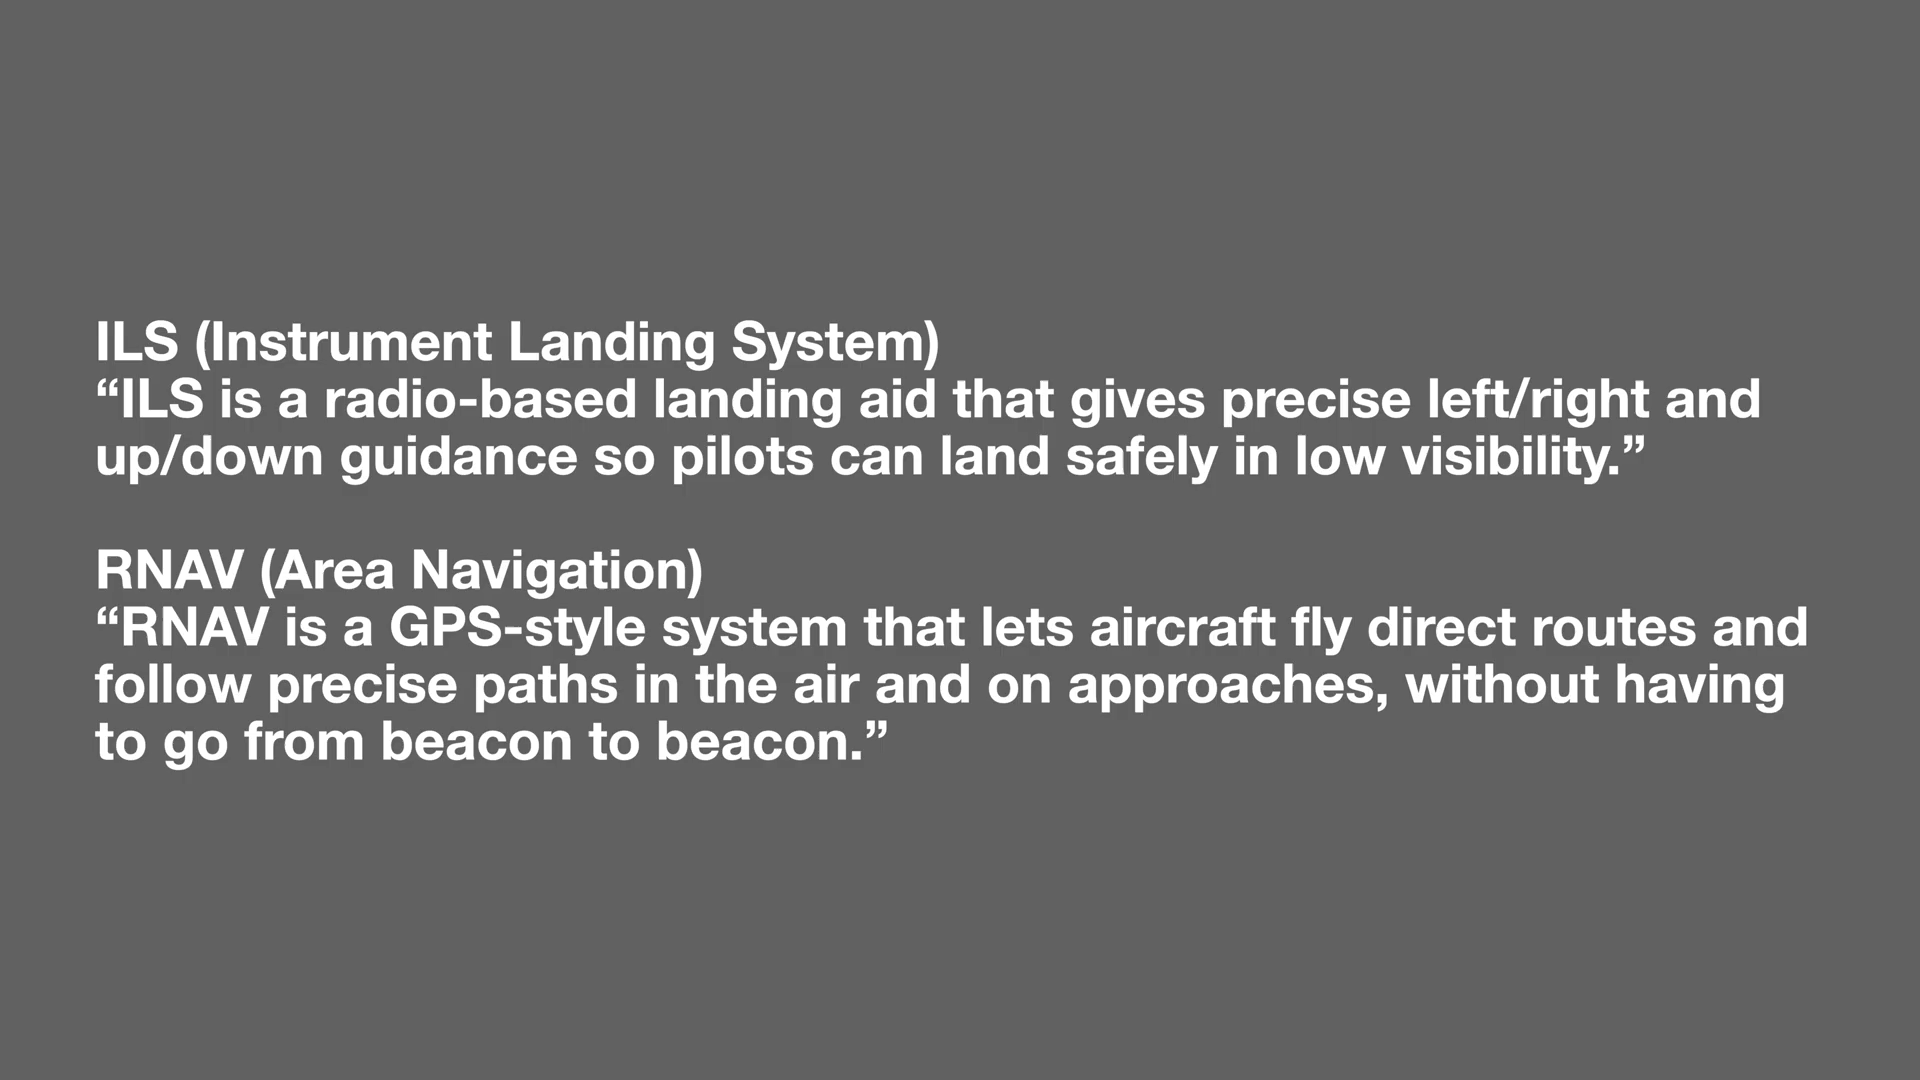 ILS (Instrument Landing System)
“ILS is a radio-based landing aid that gives precise left/right and
up/down guidance so pilots can land safely in low visibility.”
RNAV (Area Navigation)
“RNAV is a GPS-style system that lets aircraft fly direct routes and
follow precise paths in the air and on approaches, without having
to go from beacon to beacon.”